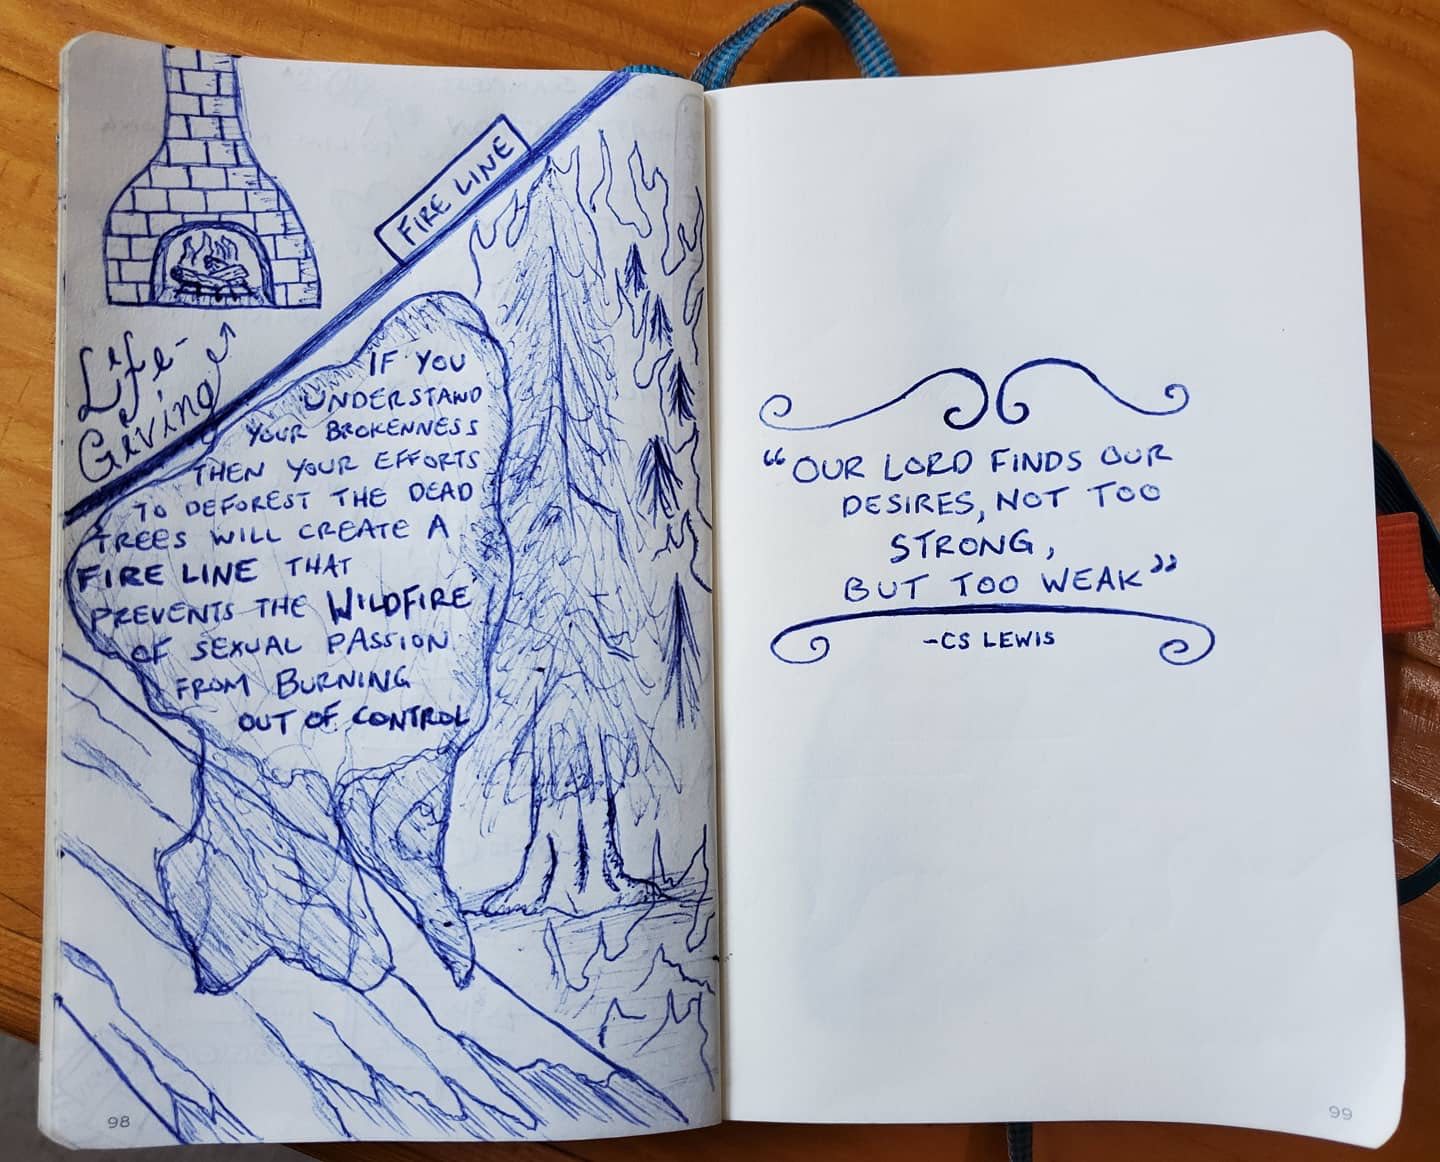 FIRE LINE
Life-
Giving
IF YOU
UNDERSTAND
YOUR BROKENNESS
THEN YOUR EFFORTS
TO DEFOREST THE DEAD
TREES WILL CREATE A
FIRE LINE THAT
PREVENTS THE WILDFIRE
OF SEXUAL PASSION
FROM BURNING
OUT OF CONTROL
98
“OUR LORD FINDS OUR
DESIRES, NOT TOO
STRONG,
BUT TOO WEAK”
-CS LEWIS
99